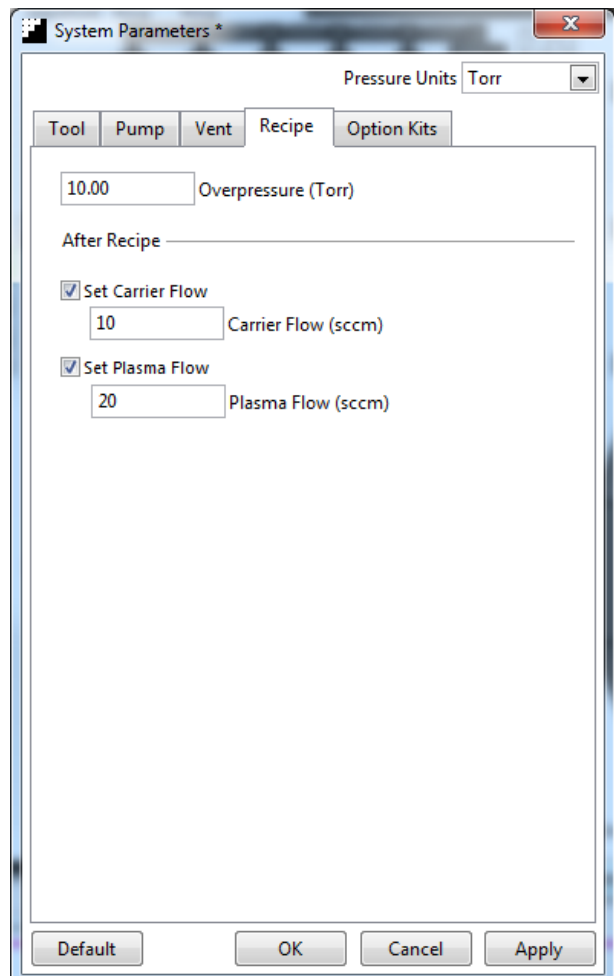 System Parameters *
Pressure Units Torr
Tool Pump Vent Recipe Option Kits
10.00 Overpressure (Torr)
After Recipe
Set Carrier Flow
10 Carrier Flow (sccm)
Set Plasma Flow
20 Plasma Flow (sccm)
Default OK Cancel Apply